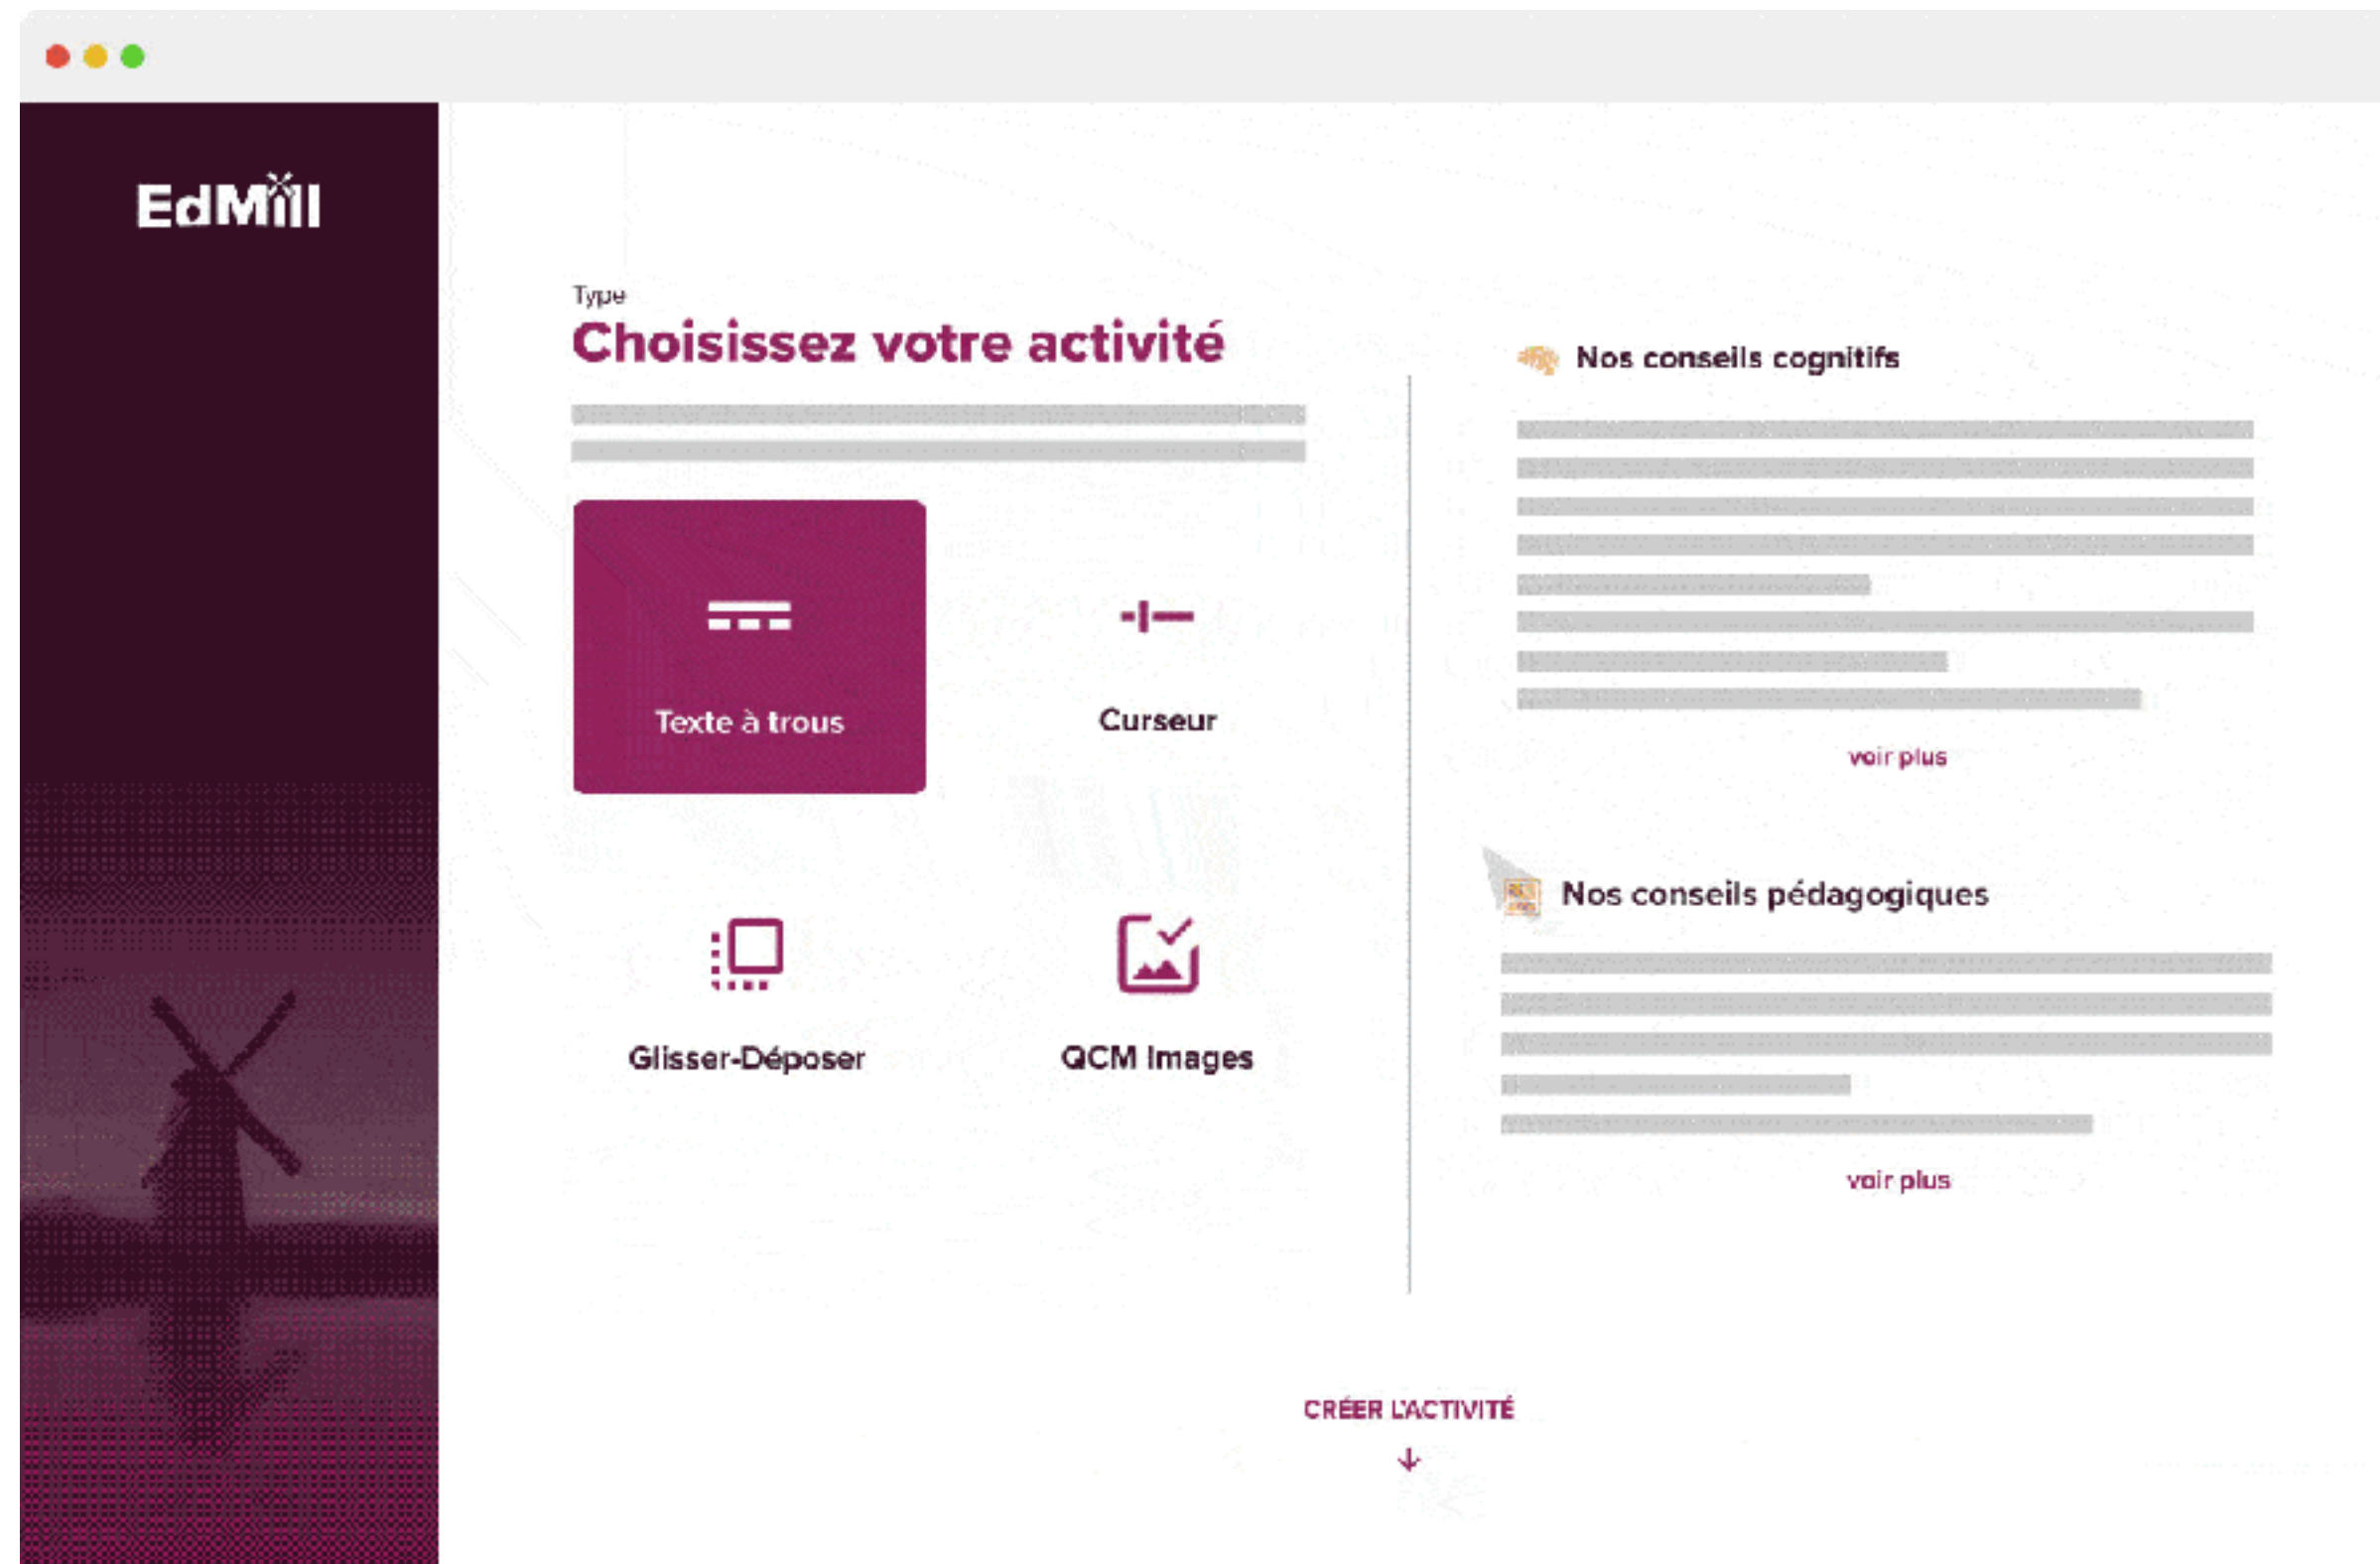 EdMill
Type
Choisissez votre activité
Texte à trous
Curseur
Glisser-Déposer
QCM Images
Nos conseils cognitifs
voir plus
Nos conseils pédagogiques
voir plus
CRÉER L'ACTIVITÉ